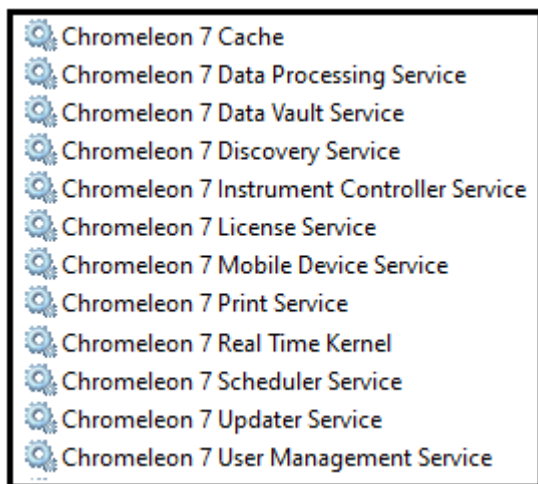 Chromeleon 7 Cache
Chromeleon 7 Data Processing Service
Chromeleon 7 Data Vault Service
Chromeleon 7 Discovery Service
Chromeleon 7 Instrument Controller Service
Chromeleon 7 License Service
Chromeleon 7 Mobile Device Service
Chromeleon 7 Print Service
Chromeleon 7 Real Time Kernel
Chromeleon 7 Scheduler Service
Chromeleon 7 Updater Service
Chromeleon 7 User Management Service